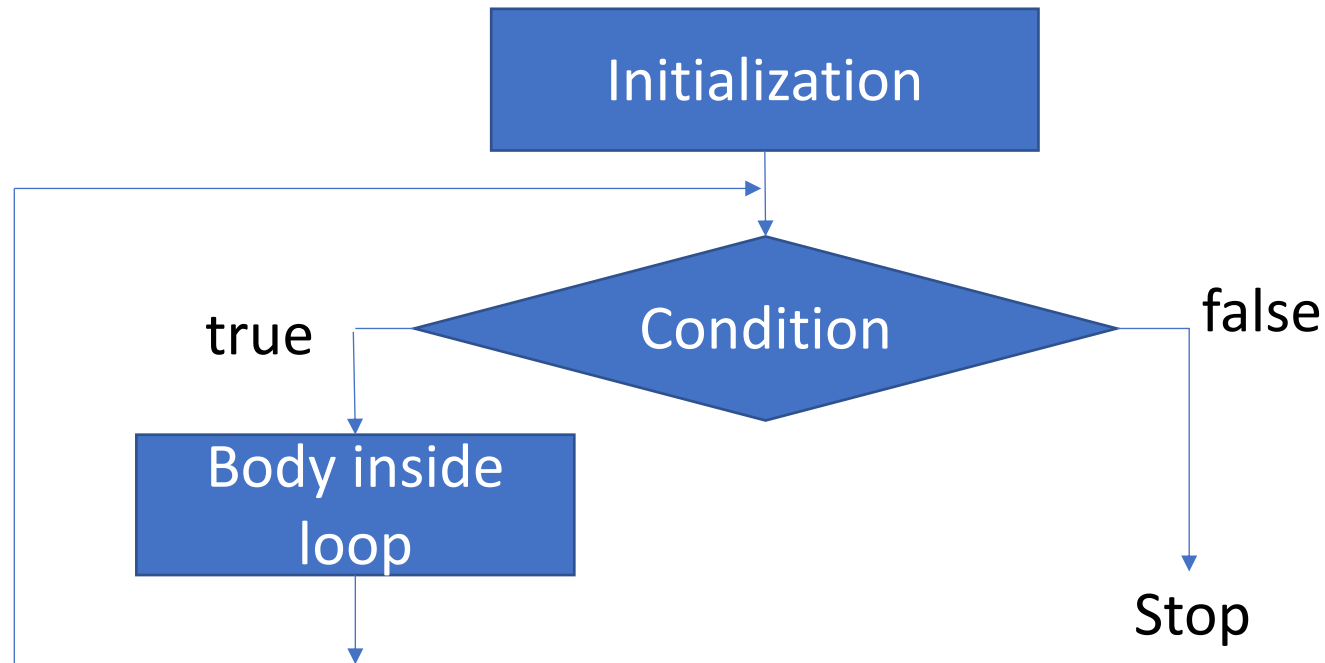 Initialization
Condition
true
false
Body inside
loop
Stop